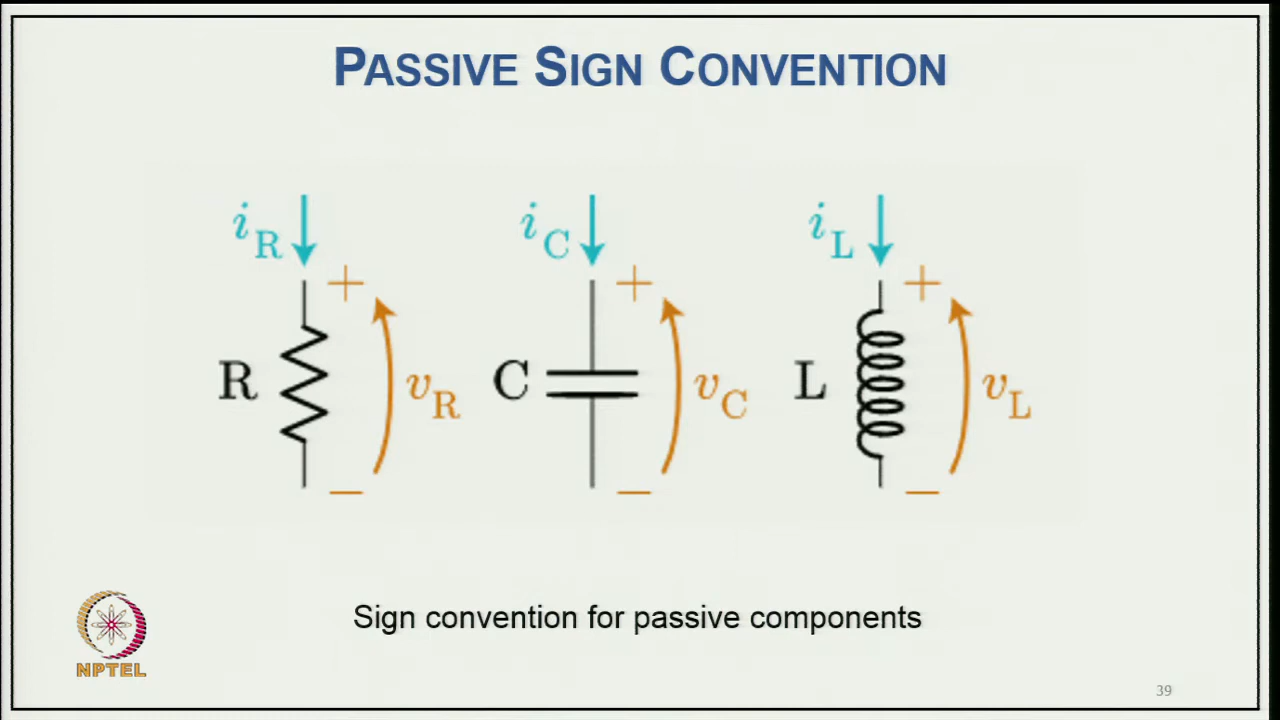 PASSIVE SIGN CONVENTION
iR iC iL
+ + +
R vR C vC L vL
− − −
Sign convention for passive components
NPTEL
39